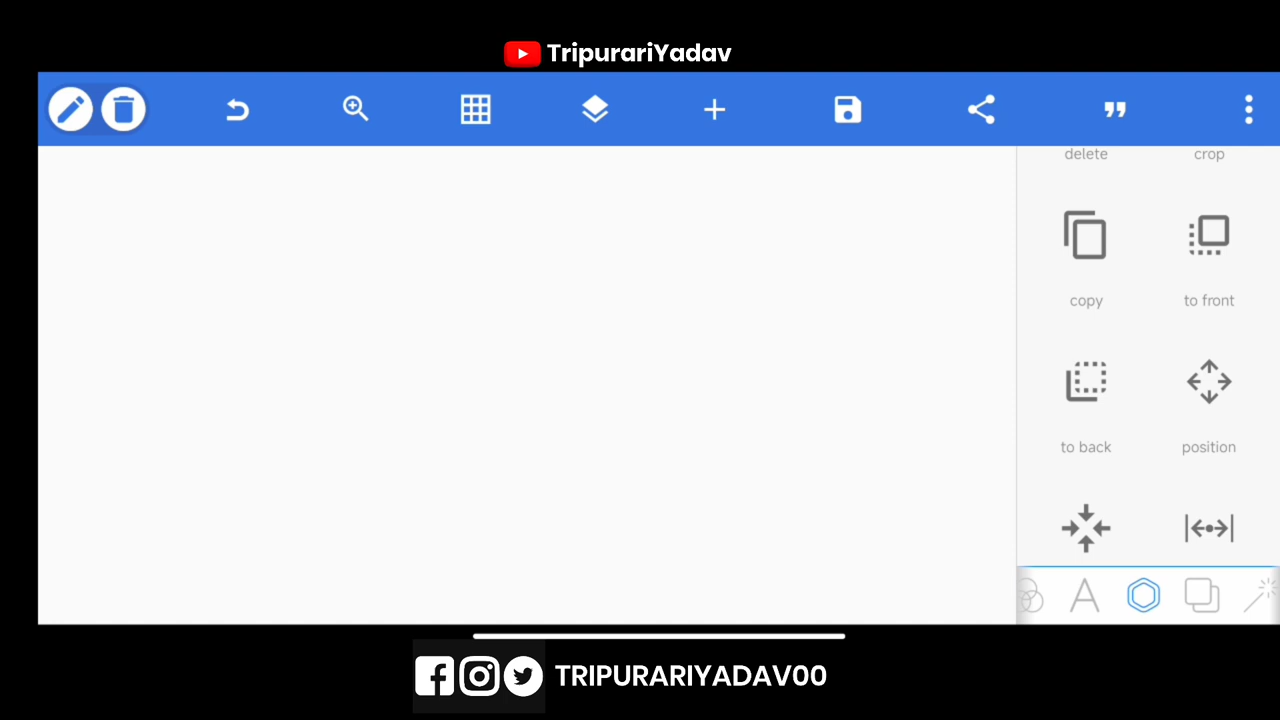 TripurariYadav
delete crop
copy to front
to back position
TRIPURARIYADAV00